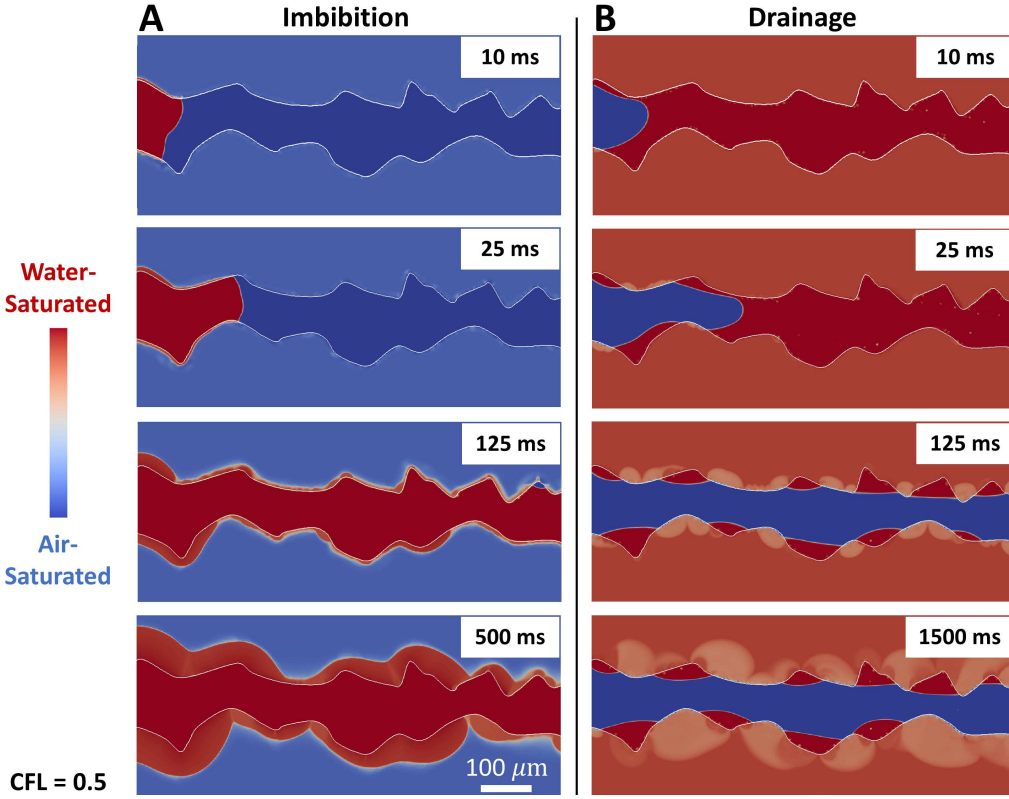 A Imbibition
B Drainage
10 ms
10 ms
25 ms
25 ms
Water-
Saturated
Air-
Saturated
125 ms
125 ms
500 ms
1500 ms
100 μm
CFL = 0.5